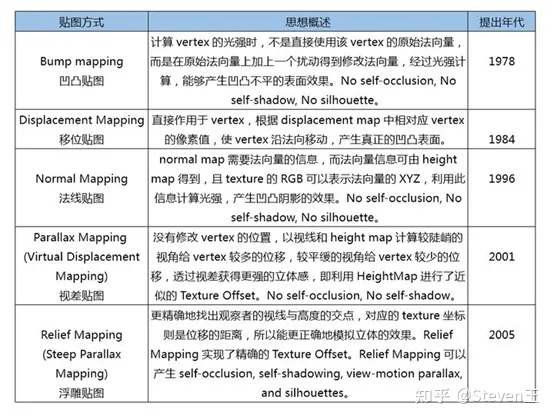 贴图方式 思想概述 提出年代
Bump mapping
凹凸贴图
计算 vertex 的光强时，不是直接使用该 vertex 的原始法向量，
而是在原始法向量上加上一个扰动得到修改法向量，经过光强计
算，能够产生凹凸不平的表面效果。No self-occlusion, No
self-shadow, No silhouette。
1978
Displacement Mapping
移位贴图
直接作用于 vertex，根据 displacement map 中相对应 vertex
的像素值，使 vertex 沿法向移动，产生真正的凹凸表面。
1984
Normal Mapping
法线贴图
normal map 需要法向量的信息，而法向量信息可由 height
map 得到，且 texture 的 RGB 可以表示法向量的 XYZ，利用此
信息计算光强，产生凹凸阴影的效果。No self-occlusion, No
self-shadow, No silhouette。
1996
Parallax Mapping
(Virtual Displacement
Mapping)
视差贴图
没有修改 vertex 的位置，以视线和 height map 计算较陡峭的
视角给 vertex 较多的位移，较平缓的视角给 vertex 较少的位
移，透过视差获得更强的立体感，即利用 HeightMap 进行了近
似的 Texture Offset。No self-occlusion, No self-shadow。
2001
Relief Mapping
(Steep Parallax
Mapping)
浮雕贴图
更精确地找出观察者的视线与高度的交点，对应的 texture 坐标
则是位移的距离，所以能更正确地模拟立体的效果。Relief
Mapping 实现了精确的 Texture Offset。Relief Mapping 可以
产生 self-occlusion, self-shadowing, view-motion parallax,
and silhouettes。
2005
知乎 @Steven王